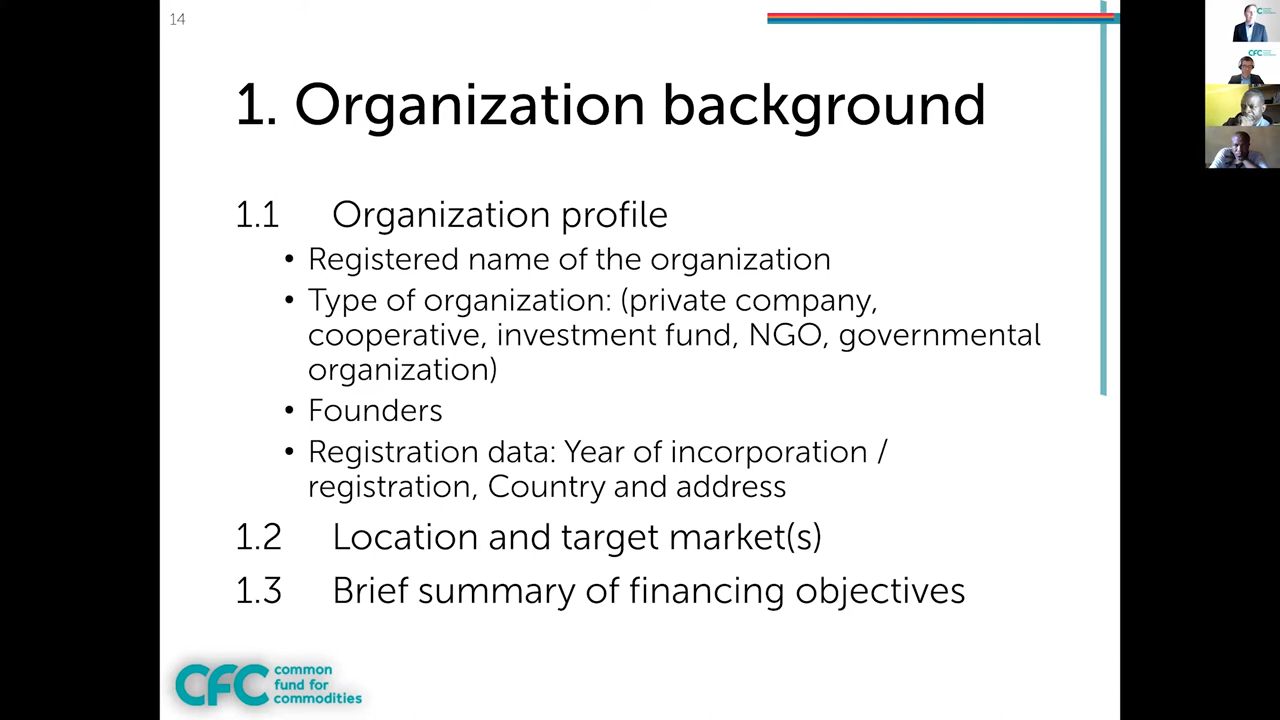 14
1. Organization background
1.1 Organization profile
• Registered name of the organization
• Type of organization: (private company,
cooperative, investment fund, NGO, governmental
organization)
• Founders
• Registration data: Year of incorporation /
registration, Country and address
1.2 Location and target market(s)
1.3 Brief summary of financing objectives
CFC
common
fund for
commodities
CFC